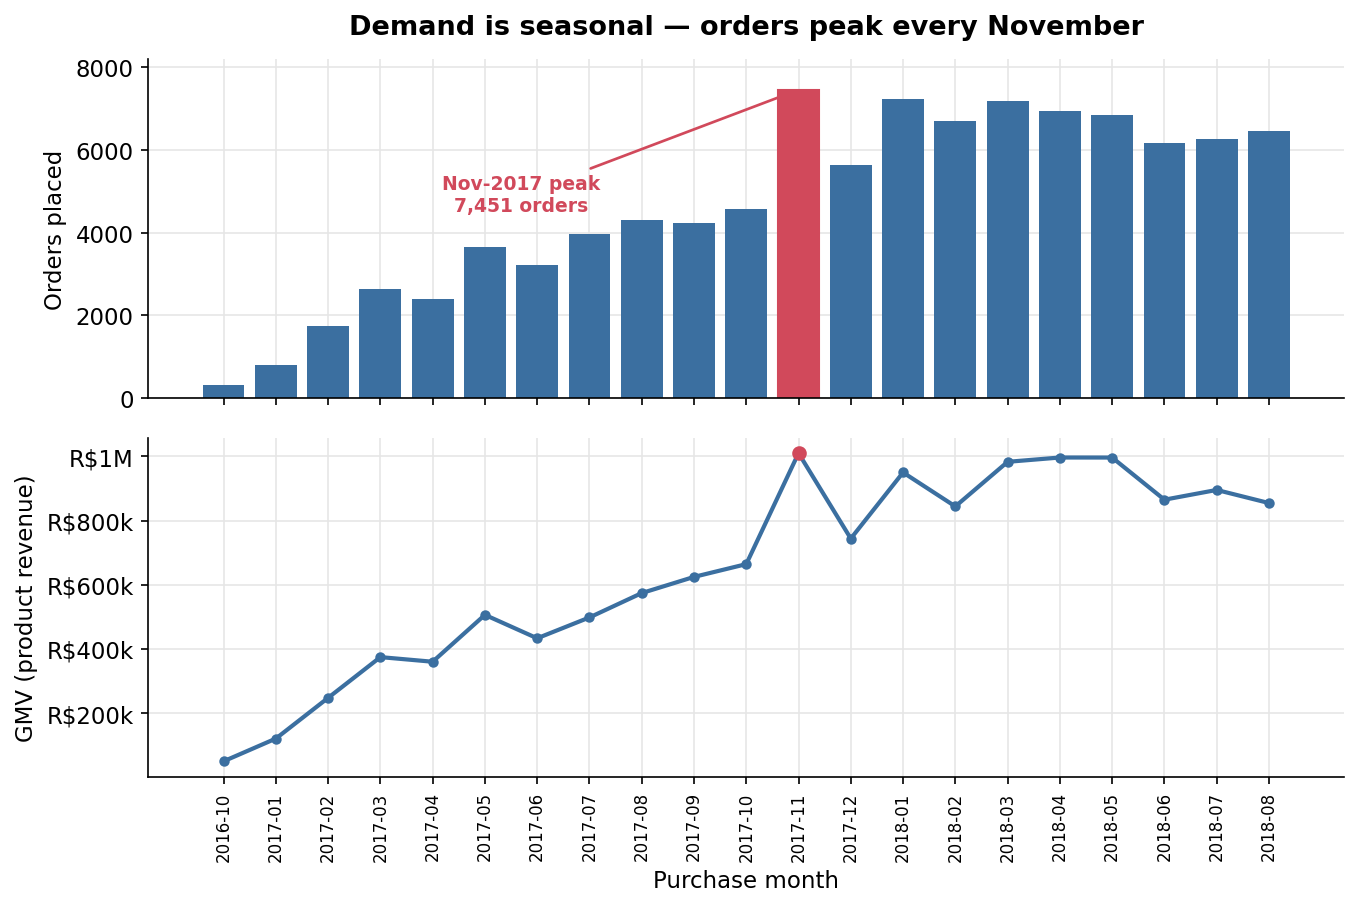 Demand is seasonal — orders peak every November
Orders placed
8000
6000
4000
2000
0
Nov-2017 peak
7,451 orders
GMV (product revenue)
R$1M
R$800k
R$600k
R$400k
R$200k
2016-10
2017-01
2017-02
2017-03
2017-04
2017-05
2017-06
2017-07
2017-08
2017-09
2017-10
2017-11
2017-12
2018-01
2018-02
2018-03
2018-04
2018-05
2018-06
2018-07
2018-08
Purchase month